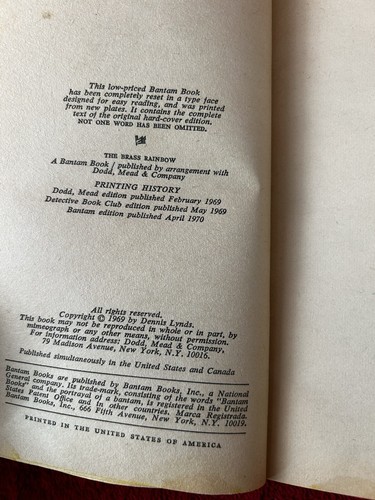 This low-priced Bantam Book
has been completely reset in a type face
designed for easy reading, and was printed
from new plates. It contains the complete
text of the original hard-cover edition.
NOT ONE WORD HAS BEEN OMITTED.
THE BRASS RAINBOW
A Bantam Book / published by arrangement with
Dodd, Mead & Company
PRINTING HISTORY
Dodd, Mead edition published February 1969
Detective Book Club edition published May 1969
Bantam edition published April 1970
All rights reserved.
Copyright © 1969 by Dennis Lynds.
This book may not be reproduced in whole or in part, by
mimeograph or any other means, without permission.
For information address: Dodd, Mead & Company,
79 Madison Avenue, New York, N.Y. 10016.
Published simultaneously in the United States and Canada
Bantam Books are published by Bantam Books, Inc., a National
General company. Its trade-mark, consisting of the words "Bantam
Books" and the portrayal of a bantam, is registered in the United
States Patent Office and in other countries. Marca Registrada.
Bantam Books, Inc., 666 Fifth Avenue, New York, N.Y. 10019.
PRINTED IN THE UNITED STATES OF AMERICA